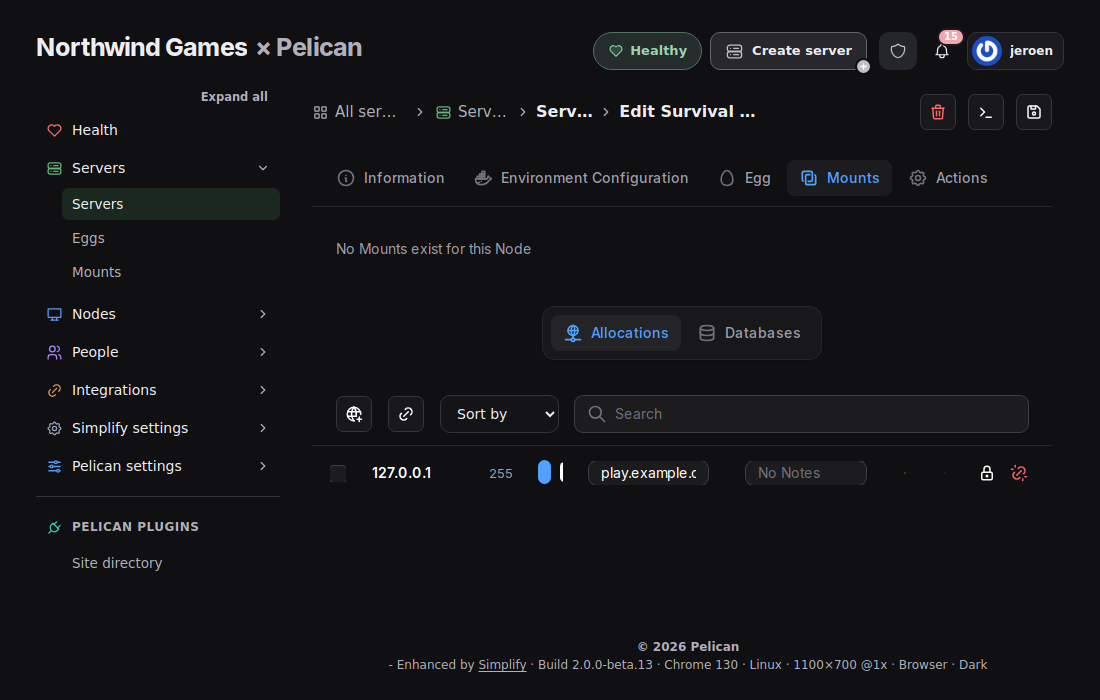 Northwind Games × Pelican
Healthy
Create server
15
jeroen
Expand all
Health
Servers
Servers
Eggs
Mounts
Nodes
People
Integrations
Simplify settings
Pelican settings
PELICAN PLUGINS
Site directory
All ser... > Serv... > Serv... > Edit Survival ...
Information
Environment Configuration
Egg
Mounts
Actions
No Mounts exist for this Node
Allocations
Databases
Sort by
Search
127.0.0.1
255
play.example.c
No Notes
© 2026 Pelican
- Enhanced by Simplify · Build 2.0.0-beta.13 · Chrome 130 · Linux · 1100×700 @1x · Browser · Dark